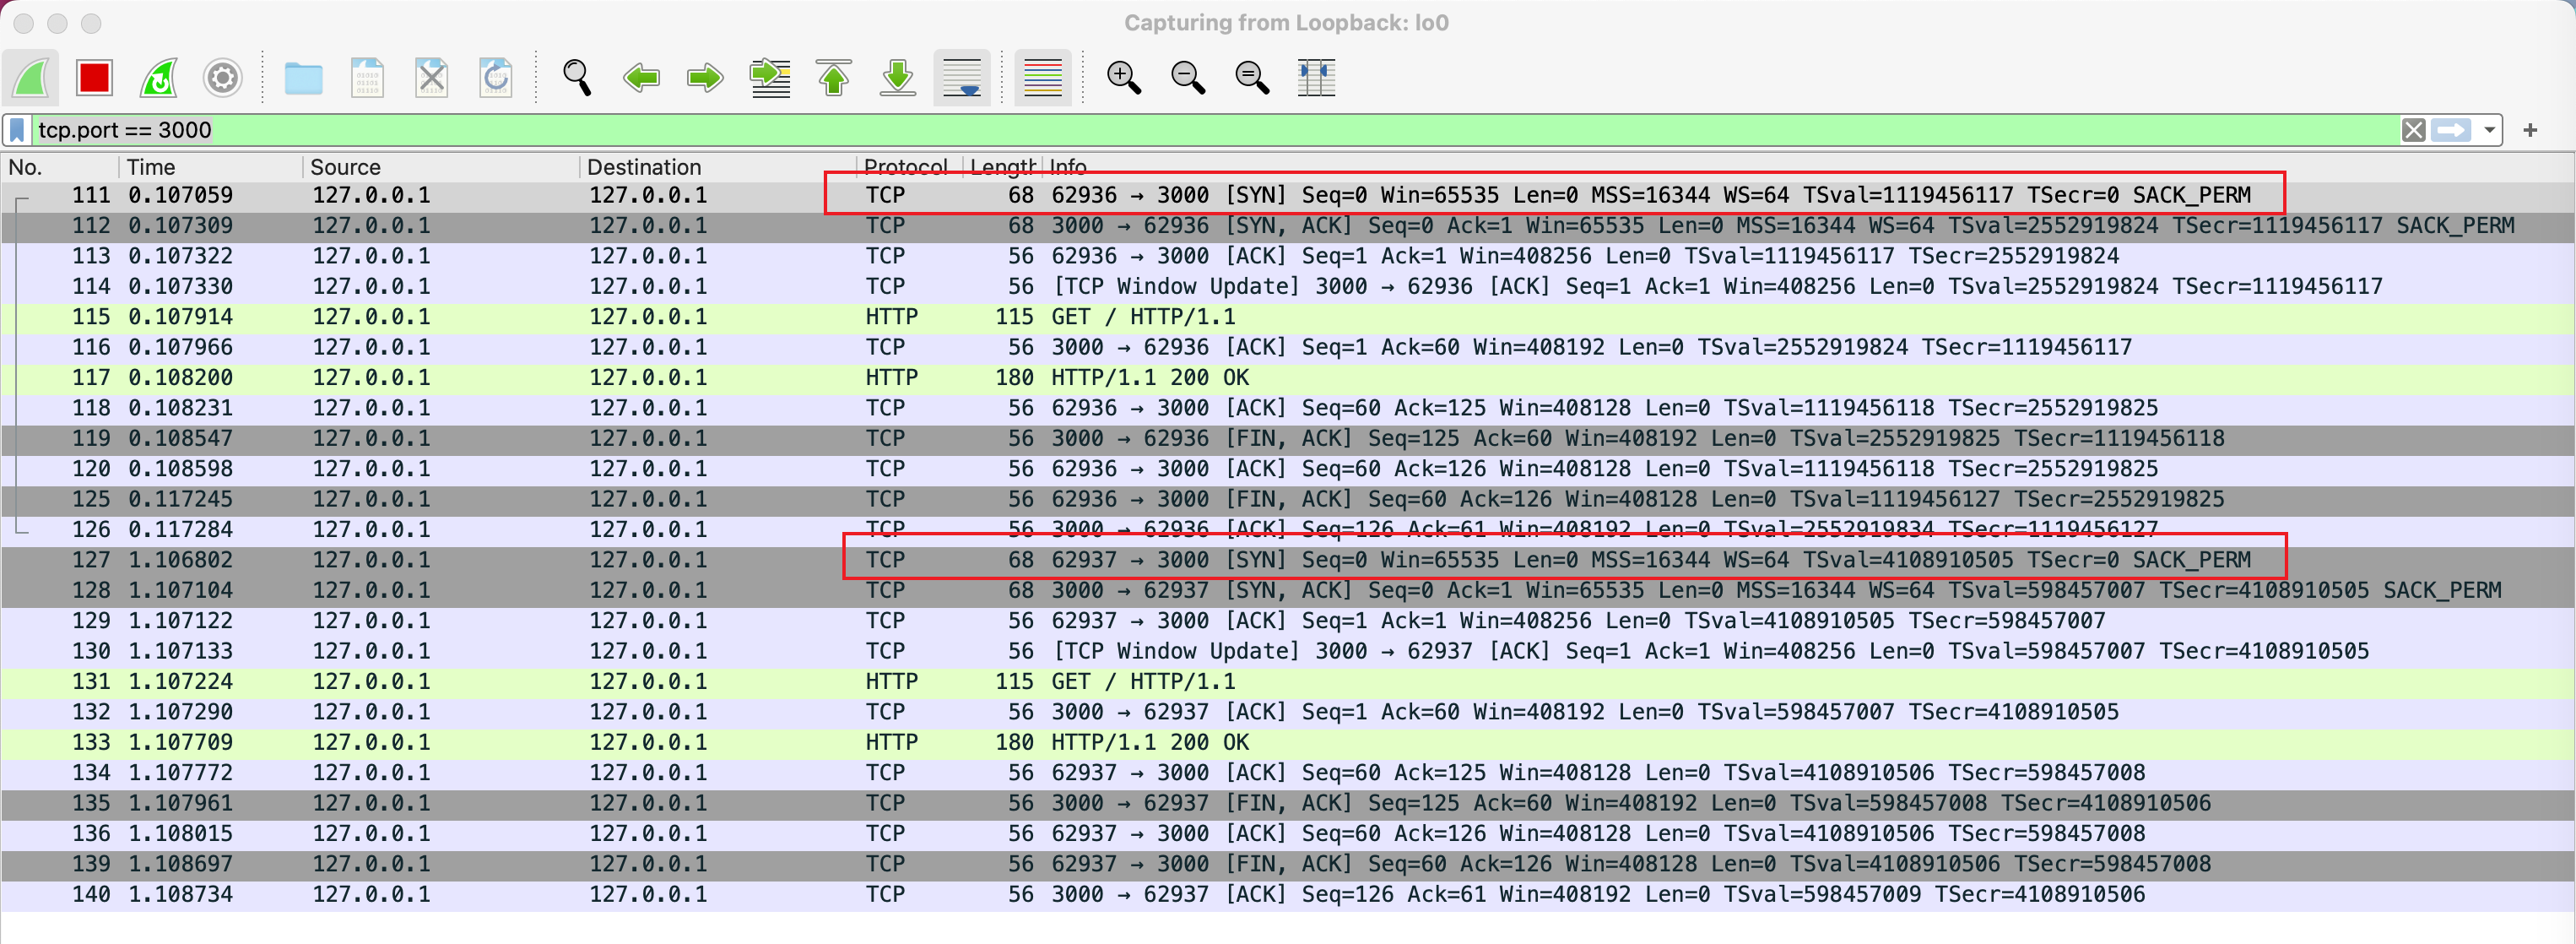 Capturing from Loopback: lo0
tcp.port == 3000
No. Time Source Destination Protocol Length Info
111 0.107059 127.0.0.1 127.0.0.1 TCP 68 62936 → 3000 [SYN] Seq=0 Win=65535 Len=0 MSS=16344 WS=64 TSval=1119456117 TSecr=0 SACK_PERM
112 0.107309 127.0.0.1 127.0.0.1 TCP 68 3000 → 62936 [SYN, ACK] Seq=0 Ack=1 Win=65535 Len=0 MSS=16344 WS=64 TSval=2552919824 TSecr=1119456117 SACK_PERM
113 0.107322 127.0.0.1 127.0.0.1 TCP 56 62936 → 3000 [ACK] Seq=1 Ack=1 Win=408256 Len=0 TSval=1119456117 TSecr=2552919824
114 0.107330 127.0.0.1 127.0.0.1 TCP 56 [TCP Window Update] 3000 → 62936 [ACK] Seq=1 Ack=1 Win=408256 Len=0 TSval=2552919824 TSecr=1119456117
115 0.107914 127.0.0.1 127.0.0.1 HTTP 115 GET / HTTP/1.1
116 0.107966 127.0.0.1 127.0.0.1 TCP 56 3000 → 62936 [ACK] Seq=1 Ack=60 Win=408192 Len=0 TSval=2552919824 TSecr=1119456117
117 0.108200 127.0.0.1 127.0.0.1 HTTP 180 HTTP/1.1 200 OK
118 0.108231 127.0.0.1 127.0.0.1 TCP 56 62936 → 3000 [ACK] Seq=60 Ack=125 Win=408128 Len=0 TSval=1119456118 TSecr=2552919825
119 0.108547 127.0.0.1 127.0.0.1 TCP 56 3000 → 62936 [FIN, ACK] Seq=125 Ack=60 Win=408192 Len=0 TSval=2552919825 TSecr=1119456118
120 0.108598 127.0.0.1 127.0.0.1 TCP 56 62936 → 3000 [ACK] Seq=60 Ack=126 Win=408128 Len=0 TSval=1119456118 TSecr=2552919825
125 0.117245 127.0.0.1 127.0.0.1 TCP 56 62936 → 3000 [FIN, ACK] Seq=60 Ack=126 Win=408128 Len=0 TSval=1119456127 TSecr=2552919825
126 0.117284 127.0.0.1 127.0.0.1 TCP 56 3000 → 62936 [ACK] Seq=126 Ack=61 Win=408192 Len=0 TSval=2552919834 TSecr=1119456127
127 1.106802 127.0.0.1 127.0.0.1 TCP 68 62937 → 3000 [SYN] Seq=0 Win=65535 Len=0 MSS=16344 WS=64 TSval=4108910505 TSecr=0 SACK_PERM
128 1.107104 127.0.0.1 127.0.0.1 TCP 68 3000 → 62937 [SYN, ACK] Seq=0 Ack=1 Win=65535 Len=0 MSS=16344 WS=64 TSval=598457007 TSecr=4108910505 SACK_PERM
129 1.107122 127.0.0.1 127.0.0.1 TCP 56 62937 → 3000 [ACK] Seq=1 Ack=1 Win=408256 Len=0 TSval=4108910505 TSecr=598457007
130 1.107133 127.0.0.1 127.0.0.1 TCP 56 [TCP Window Update] 3000 → 62937 [ACK] Seq=1 Ack=1 Win=408256 Len=0 TSval=598457007 TSecr=4108910505
131 1.107224 127.0.0.1 127.0.0.1 HTTP 115 GET / HTTP/1.1
132 1.107290 127.0.0.1 127.0.0.1 TCP 56 3000 → 62937 [ACK] Seq=1 Ack=60 Win=408192 Len=0 TSval=598457007 TSecr=4108910505
133 1.107709 127.0.0.1 127.0.0.1 HTTP 180 HTTP/1.1 200 OK
134 1.107772 127.0.0.1 127.0.0.1 TCP 56 62937 → 3000 [ACK] Seq=60 Ack=125 Win=408128 Len=0 TSval=4108910506 TSecr=598457008
135 1.107961 127.0.0.1 127.0.0.1 TCP 56 3000 → 62937 [FIN, ACK] Seq=125 Ack=60 Win=408192 Len=0 TSval=598457008 TSecr=4108910506
136 1.108015 127.0.0.1 127.0.0.1 TCP 56 62937 → 3000 [ACK] Seq=60 Ack=126 Win=408128 Len=0 TSval=4108910506 TSecr=598457008
139 1.108697 127.0.0.1 127.0.0.1 TCP 56 62937 → 3000 [FIN, ACK] Seq=60 Ack=126 Win=408128 Len=0 TSval=4108910506 TSecr=598457008
140 1.108734 127.0.0.1 127.0.0.1 TCP 56 3000 → 62937 [ACK] Seq=126 Ack=61 Win=408192 Len=0 TSval=598457009 TSecr=4108910506